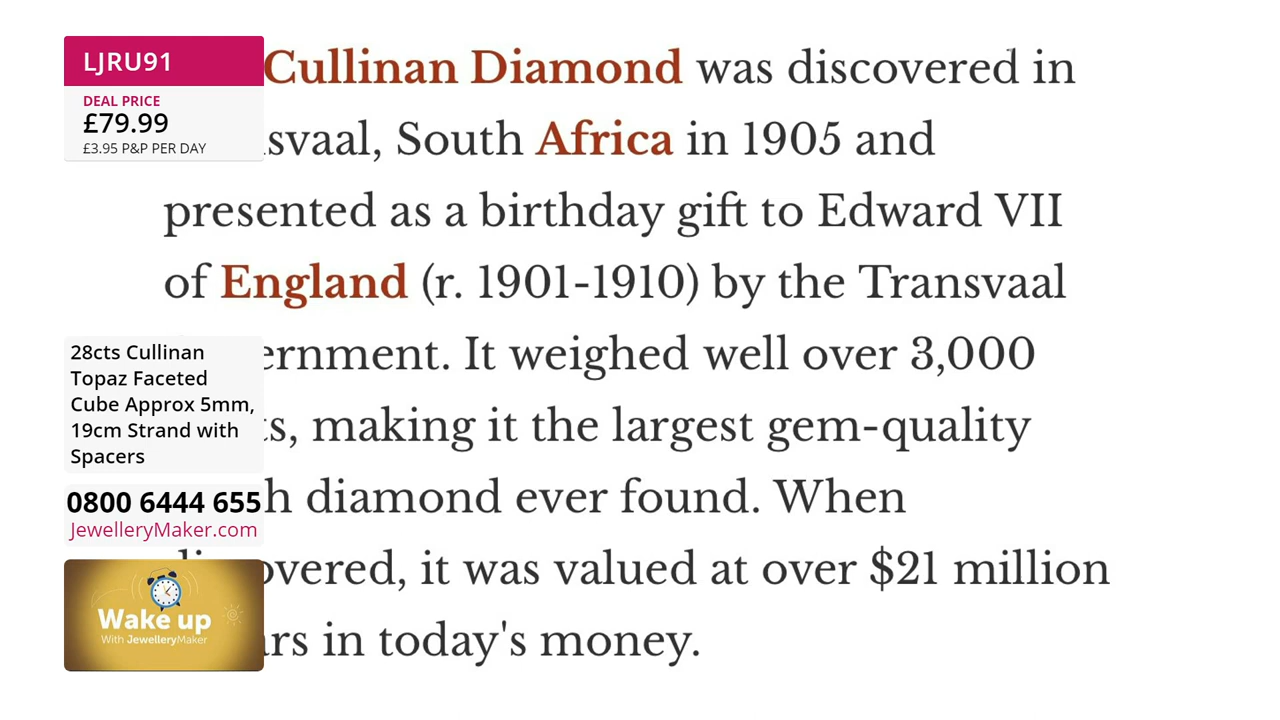 LJRU91
DEAL PRICE
£79.99
£3.95 P&P PER DAY
Cullinan Diamond was discovered in
svaal, South Africa in 1905 and
presented as a birthday gift to Edward VII
of England (r. 1901-1910) by the Transvaal
ernment. It weighed well over 3,000
ts, making it the largest gem-quality
h diamond ever found. When
overed, it was valued at over $21 million
rs in today's money.
28cts Cullinan
Topaz Faceted
Cube Approx 5mm,
19cm Strand with
Spacers
0800 6444 655
JewelleryMaker.com
Wake up
With JewelleryMaker